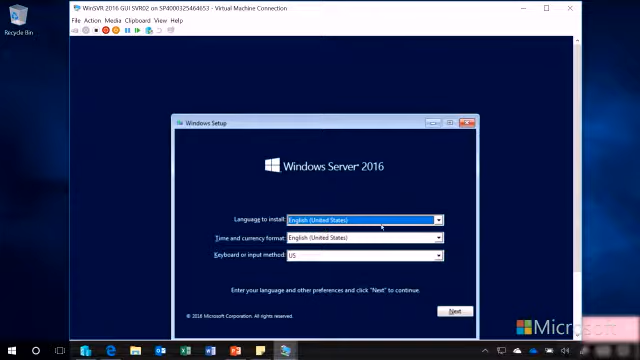 WinSVR 2016 GUI SVR02 on SP4000325464653 - Virtual Machine Connection
File Action Media Clipboard View Help
Recycle Bin
Windows Setup
Windows Server® 2016
Language to install: English (United States)
Time and currency format: English (United States)
Keyboard or input method: US
Enter your language and other preferences and click "Next" to continue.
© 2016 Microsoft Corporation. All rights reserved.
Next
Microsoft